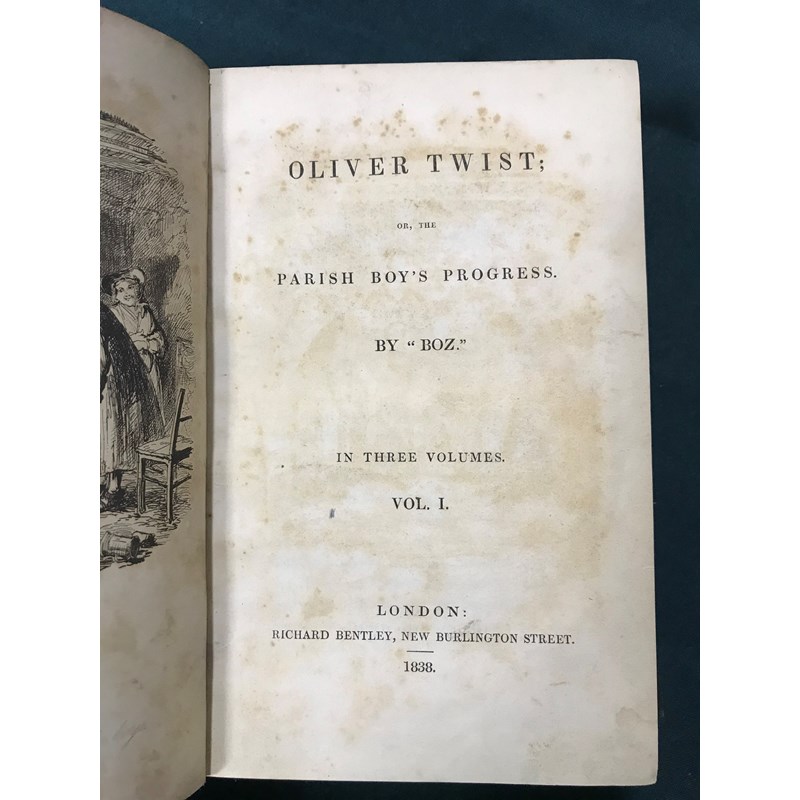 OLIVER TWIST;
OR, THE
PARISH BOY'S PROGRESS.
BY “ BOZ.”
IN THREE VOLUMES.
VOL. I.
LONDON:
RICHARD BENTLEY, NEW BURLINGTON STREET.
1838.